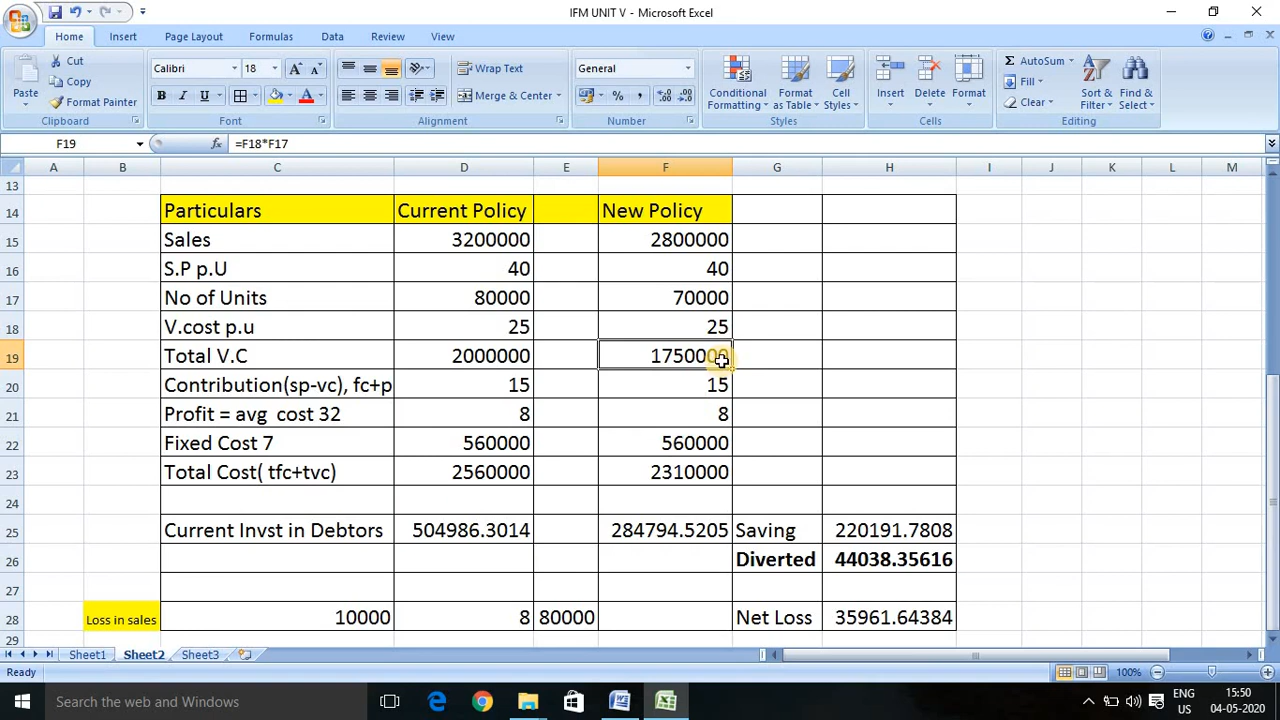 IFM UNIT V - Microsoft Excel
Home Insert Page Layout Formulas Data Review View
Paste Cut Copy Format Painter Clipboard
Calibri 18 B I U A A A Font
Wrap Text Merge & Center Alignment
General % , Number
Conditional Formatting Format as Table Cell Styles Styles
Insert Delete Format Cells
Σ AutoSum Fill Clear Sort & Filter Find & Select Editing
F19 fx =F18*F17
A B C D E F G H I J K L M
13
14 Particulars Current Policy New Policy
15 Sales 3200000 2800000
16 S.P p.U 40 40
17 No of Units 80000 70000
18 V.cost p.u 25 25
19 Total V.C 2000000 1750000
20 Contribution(sp-vc), fc+p 15 15
21 Profit = avg cost 32 8 8
22 Fixed Cost 7 560000 560000
23 Total Cost( tfc+tvc) 2560000 2310000
24
25 Current Invst in Debtors 504986.3014 284794.5205 Saving 220191.7808
26 Diverted 44038.35616
27
28 Loss in sales 10000 8 80000 Net Loss 35961.64384
29
Sheet1 Sheet2 Sheet3
Ready 100%
Search the web and Windows
ENG US
15:50
04-05-2020